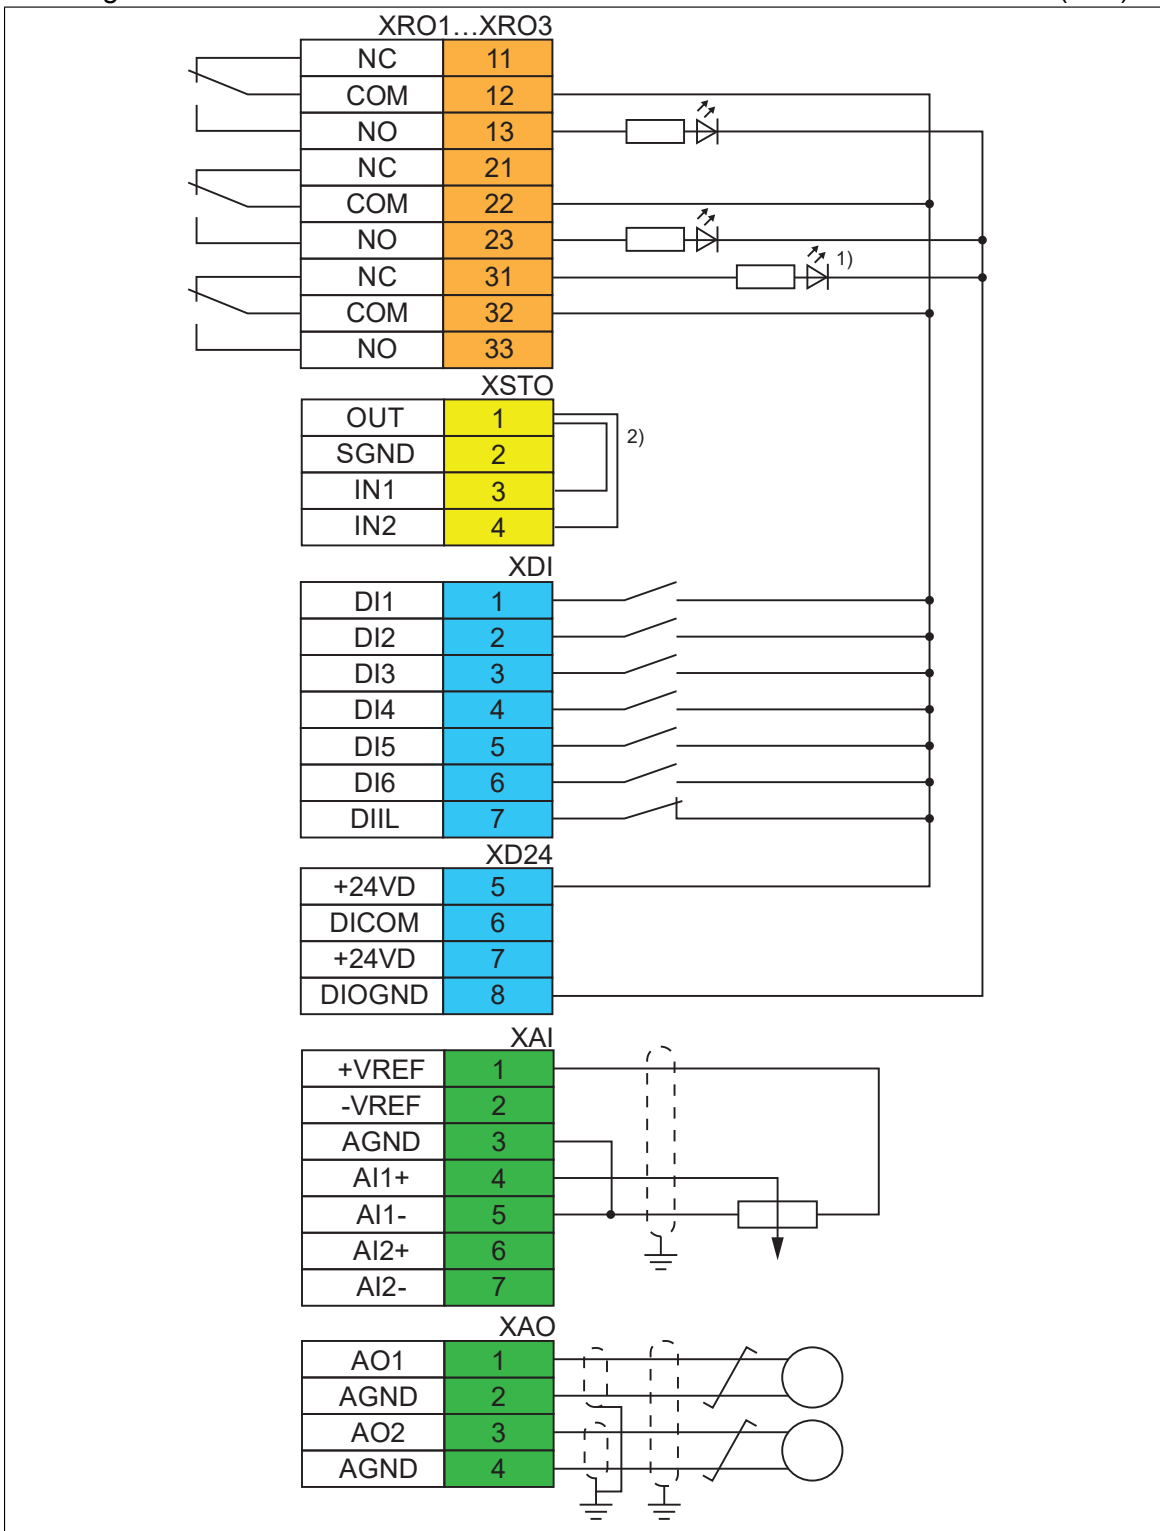 XRO1…XRO3
NC 11
COM 12
NO 13
NC 21
COM 22
NO 23
NC 31
1)
COM 32
NO 33
XSTO
OUT 1
2)
SGND 2
IN1 3
IN2 4
XDI
DI1 1
DI2 2
DI3 3
DI4 4
DI5 5
DI6 6
DIIL 7
XD24
+24VD 5
DICOM 6
+24VD 7
DIOGND 8
XAI
+VREF 1
-VREF 2
AGND 3
AI1+ 4
AI1- 5
AI2+ 6
AI2- 7
XAO
AO1 1
AGND 2
AO2 3
AGND 4